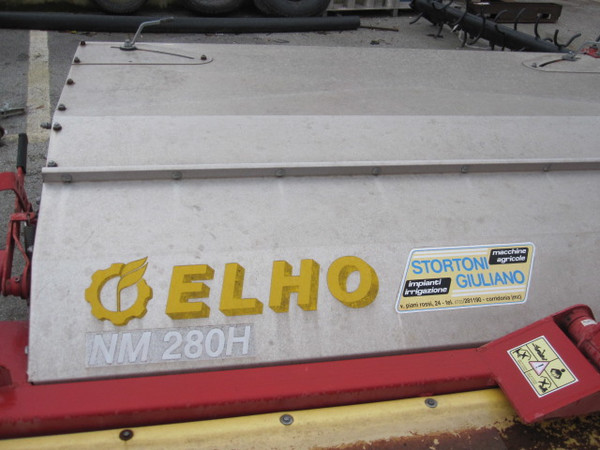 ELHO
NM 280H
STORTONI
GIULIANO
macchine
agricole
impianti
irrigazione